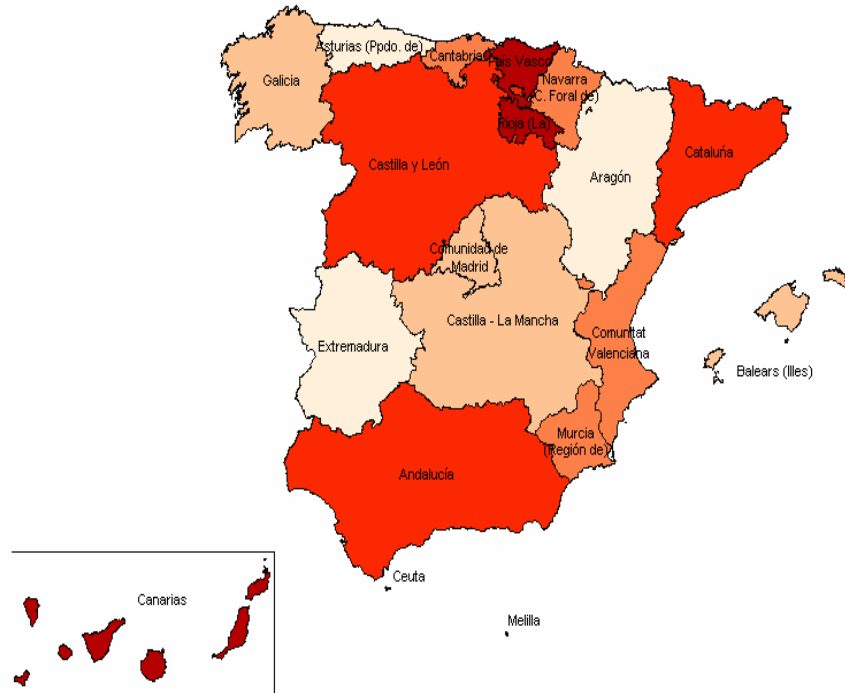 Asturias (Ppdo. de)
Cantabria
País Vasco
Galicia
Navarra
(C. Foral de)
Rioja (La)
Castilla y León
Cataluña
Aragón
Comunidad de
Madrid
Castilla - La Mancha
Extremadura
Comunitat
Valenciana
Balears (Illes)
Murcia
(Región de)
Andalucía
Ceuta
Canarias
Melilla